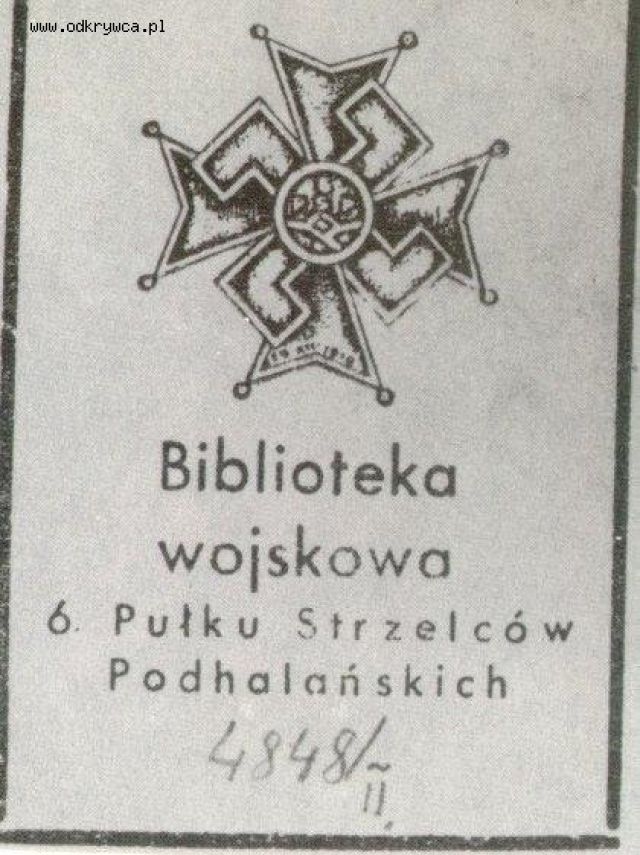 www.odkrywca.pl
Biblioteka
wojskowa
6. Pułku Strzelców
Podhalańskich
4848/II